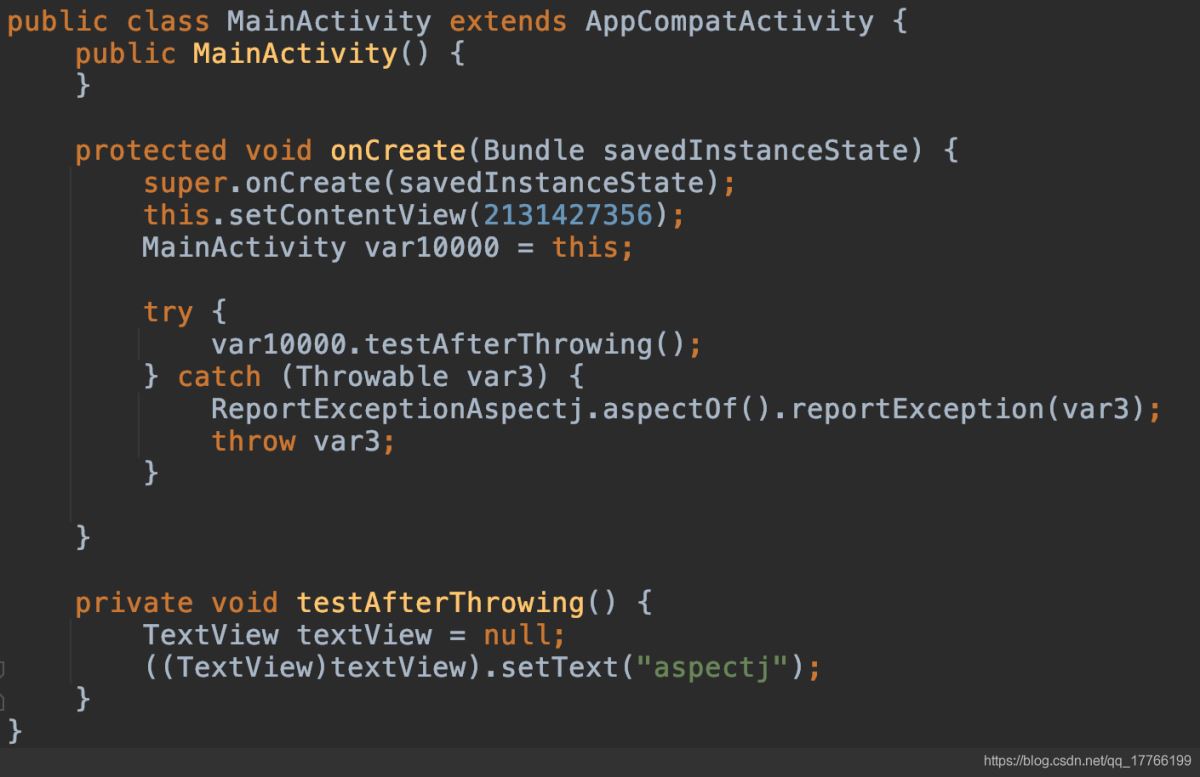 public class MainActivity extends AppCompatActivity {
    public MainActivity() {
    }
    protected void onCreate(Bundle savedInstanceState) {
        super.onCreate(savedInstanceState);
        this.setContentView(2131427356);
        MainActivity var10000 = this;
        try {
            var10000.testAfterThrowing();
        } catch (Throwable var3) {
            ReportExceptionAspectj.aspectOf().reportException(var3);
            throw var3;
        }
    }
    private void testAfterThrowing() {
        TextView textView = null;
        ((TextView)textView).setText("aspectj");
    }
}
https://blog.csdn.net/qq_17766199